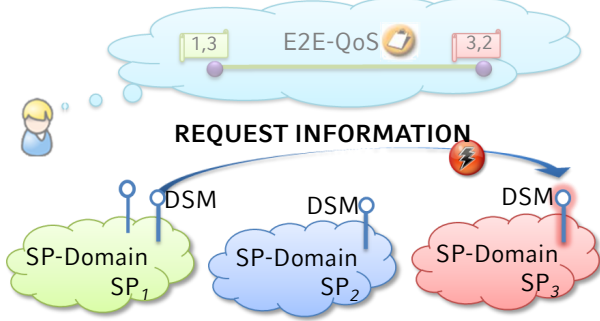 1,3 E2E-QoS 3,2
REQUEST INFORMATION
DSM DSM DSM
SP-Domain SP-Domain SP-Domain
SP1 SP2 SP3